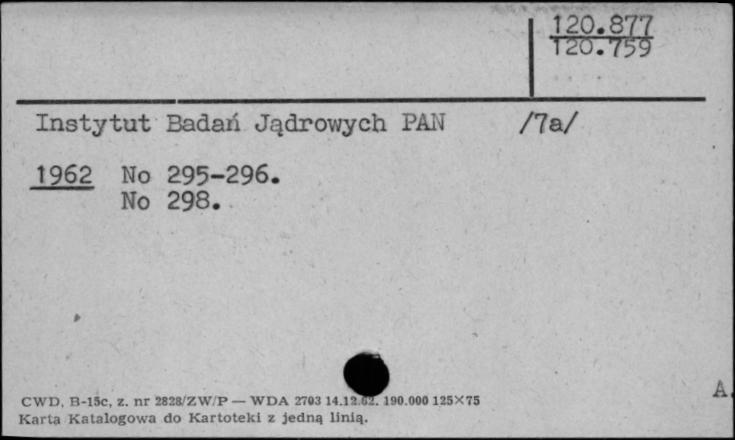 120.877
120.759
Instytut Badań Jądrowych PAN /7a/
1962 No 295-296.
No 298.
A.
CWD, B-15c, z. nr 2828/ZW/P — WDA 2703 14.12.62. 190.000 125×75
Karta Katalogowa do Kartoteki z jedną linią.